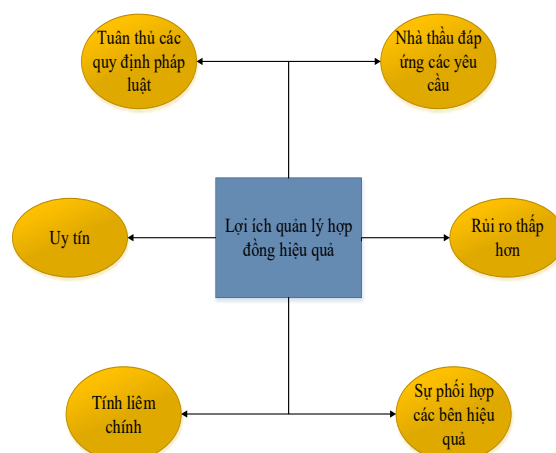 Tuân thủ các
quy định pháp
luật
Nhà thầu đáp
ứng các yêu
cầu
Uy tín
Lợi ích quản lý hợp
đồng hiệu quả
Rủi ro thấp
hơn
Tính liêm
chính
Sự phối hợp
các bên hiệu
quả